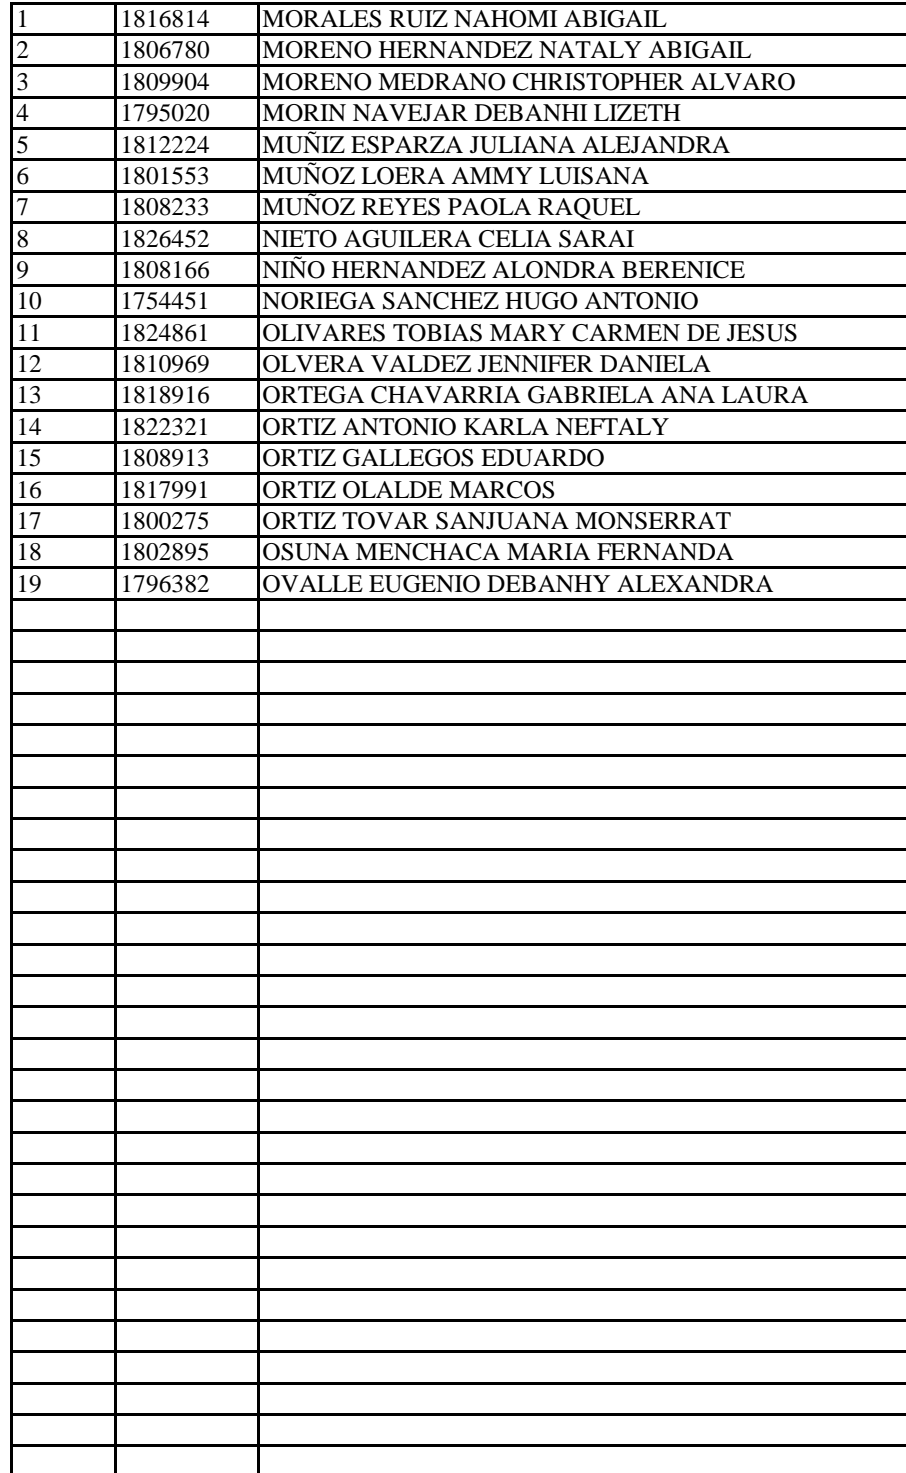 1 1816814 MORALES RUIZ NAHOMI ABIGAIL
2 1806780 MORENO HERNANDEZ NATALY ABIGAIL
3 1809904 MORENO MEDRANO CHRISTOPHER ALVARO
4 1795020 MORIN NAVEJAR DEBANHI LIZETH
5 1812224 MUÑIZ ESPARZA JULIANA ALEJANDRA
6 1801553 MUÑOZ LOERA AMMY LUISANA
7 1808233 MUÑOZ REYES PAOLA RAQUEL
8 1826452 NIETO AGUILERA CELIA SARAI
9 1808166 NIÑO HERNANDEZ ALONDRA BERENICE
10 1754451 NORIEGA SANCHEZ HUGO ANTONIO
11 1824861 OLIVARES TOBIAS MARY CARMEN DE JESUS
12 1810969 OLVERA VALDEZ JENNIFER DANIELA
13 1818916 ORTEGA CHAVARRIA GABRIELA ANA LAURA
14 1822321 ORTIZ ANTONIO KARLA NEFTALY
15 1808913 ORTIZ GALLEGOS EDUARDO
16 1817991 ORTIZ OLALDE MARCOS
17 1800275 ORTIZ TOVAR SANJUANA MONSERRAT
18 1802895 OSUNA MENCHACA MARIA FERNANDA
19 1796382 OVALLE EUGENIO DEBANHY ALEXANDRA